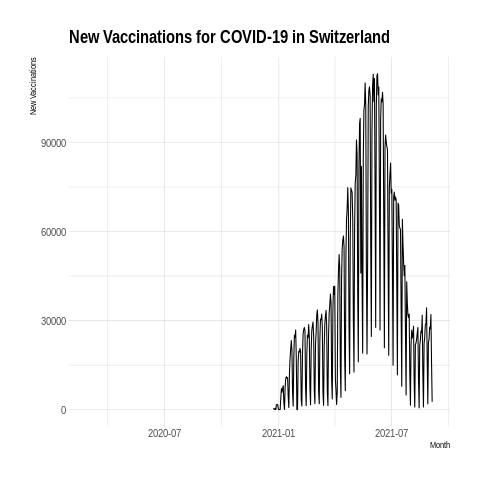 New Vaccinations for COVID-19 in Switzerland
New Vaccinations
90000
60000
30000
0
2020-07 2021-01 2021-07
Month